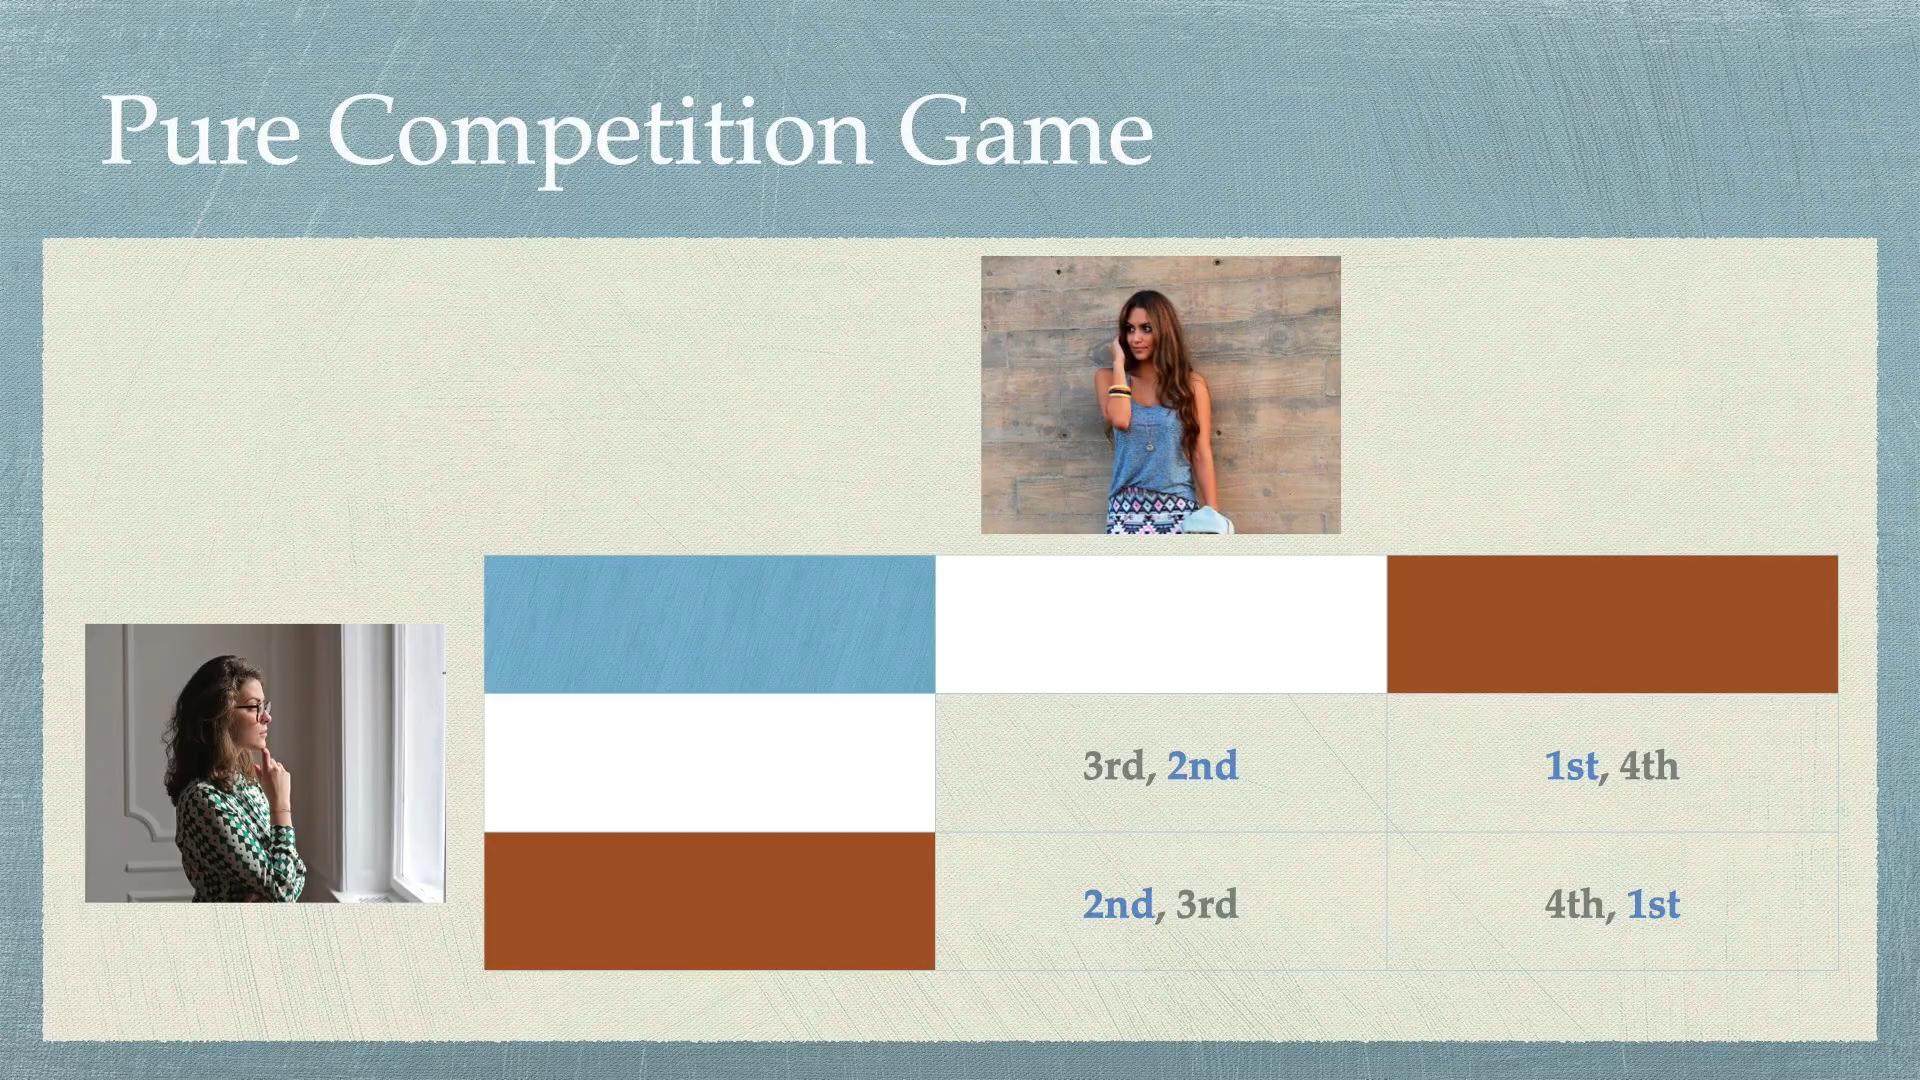 Pure Competition Game
3rd, 2nd
1st, 4th
2nd, 3rd
4th, 1st